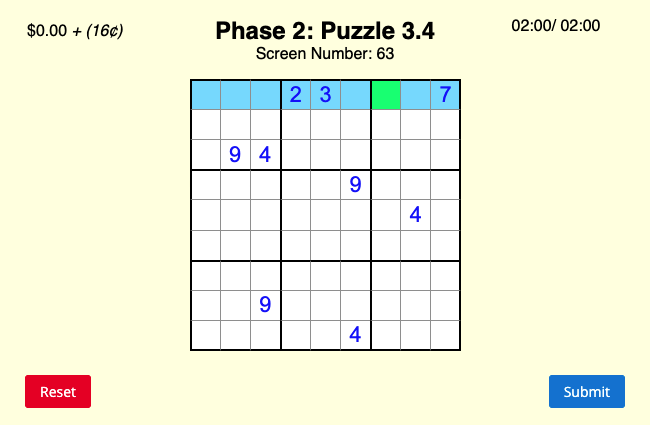 $0.00 + (16¢)
Phase 2: Puzzle 3.4
02:00/ 02:00
Screen Number: 63
2 3 7
9 4
9
4
9
4
Reset
Submit